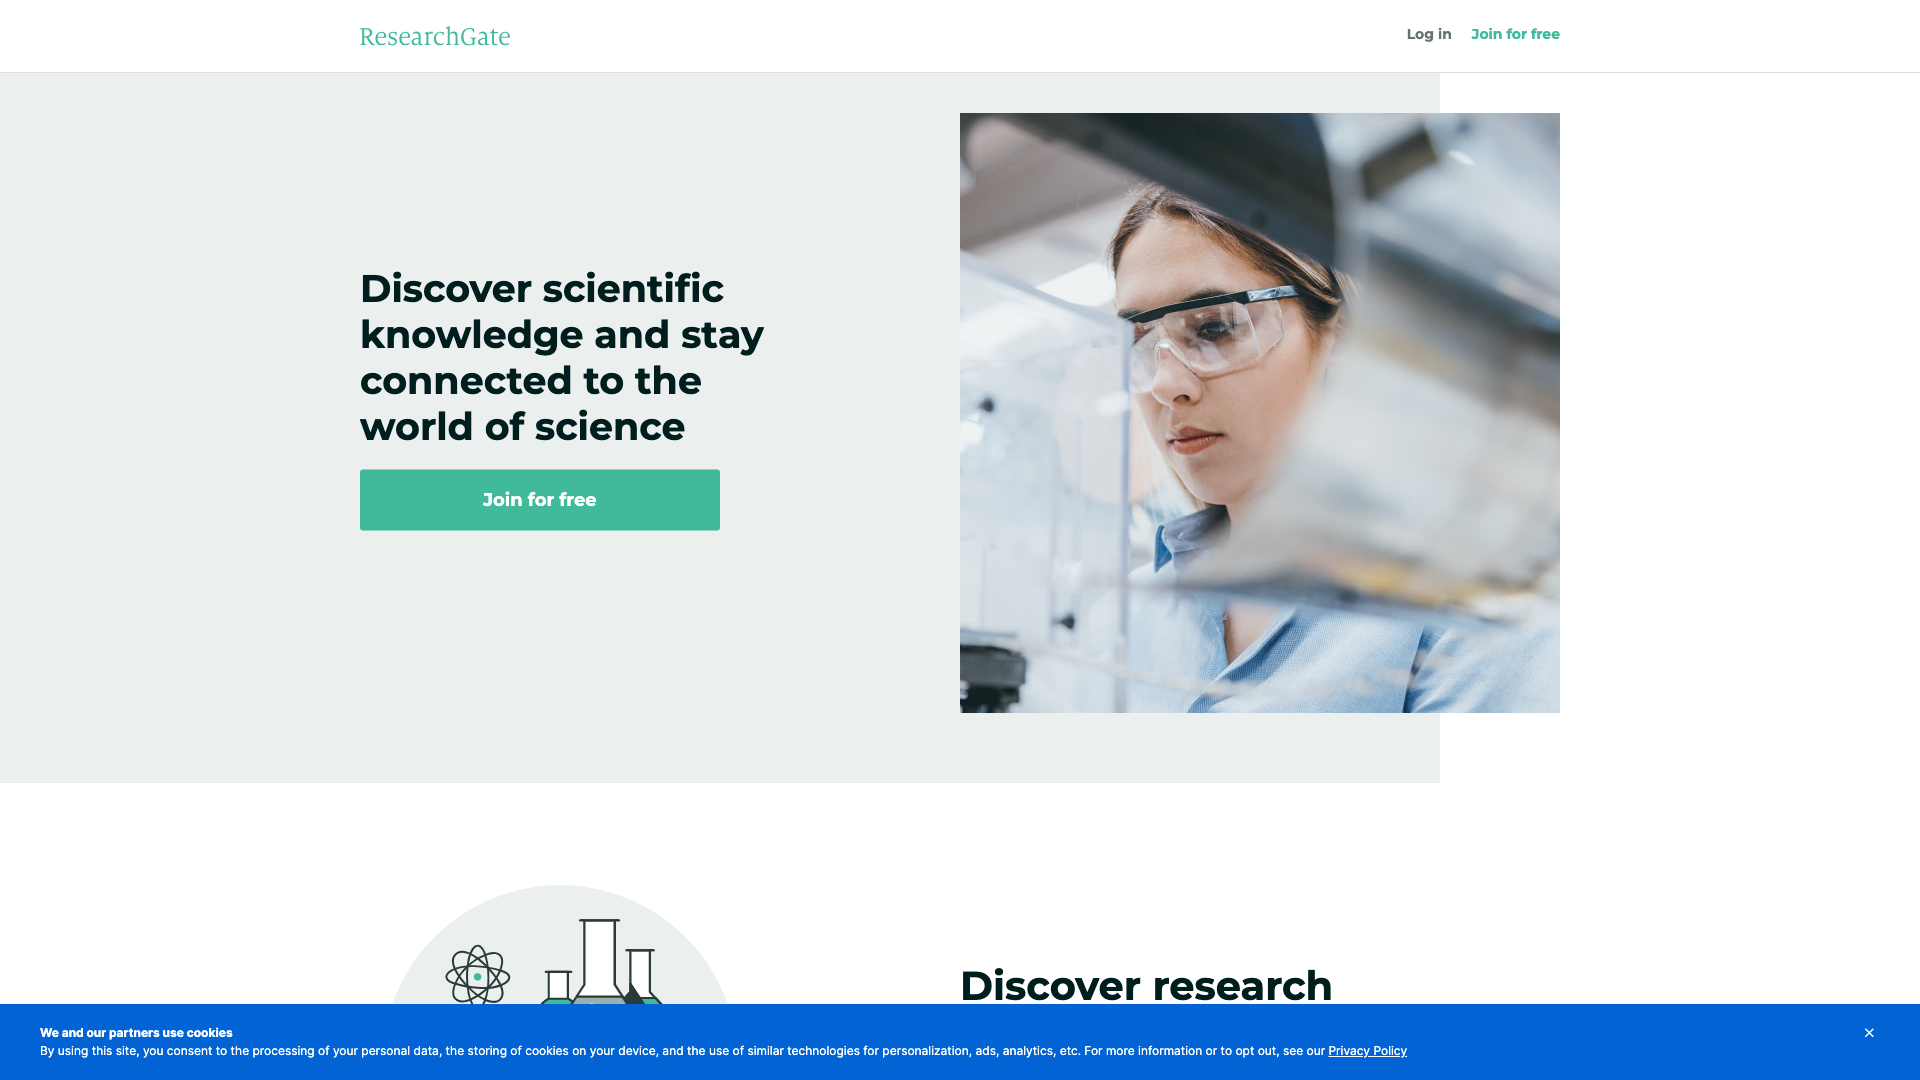 ResearchGate
Log in
Join for free
Discover scientific
knowledge and stay
connected to the
world of science
Join for free
Discover research
We and our partners use cookies
By using this site, you consent to the processing of your personal data, the storing of cookies on your device, and the use of similar technologies for personalization, ads, analytics, etc. For more information or to opt out, see our Privacy Policy